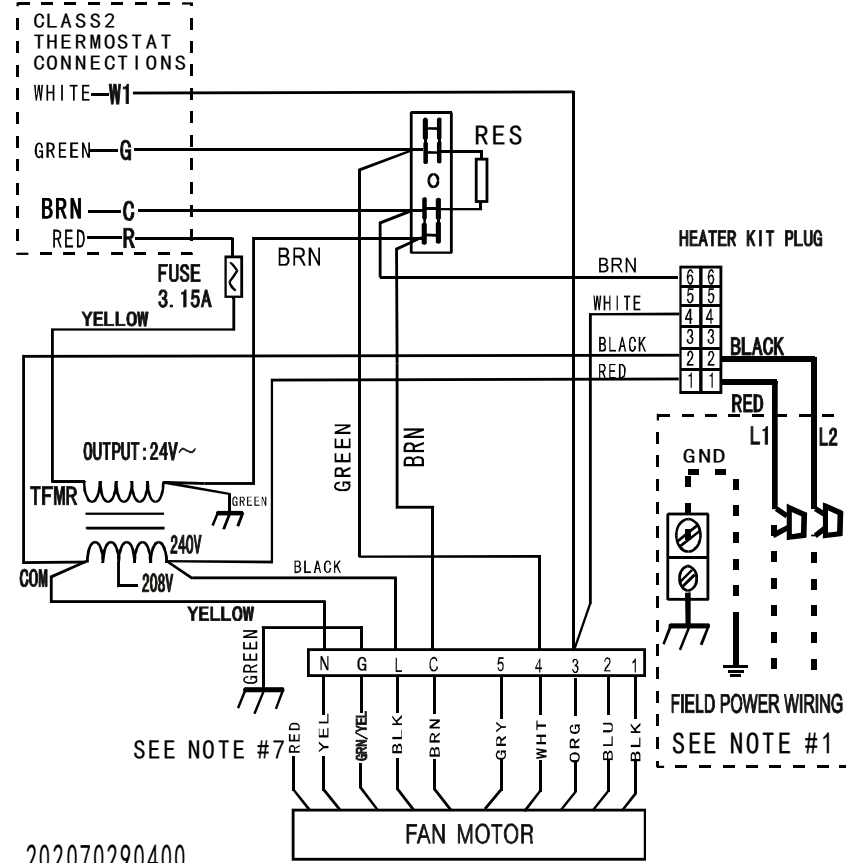 CLASS2
THERMOSTAT
CONNECTIONS
WHITE W1
GREEN G
BRN C
RED R
RES
BRN
FUSE
3.15A
YELLOW
HEATER KIT PLUG
BRN
WHITE
BLACK
RED
6 6
5 5
4 4
3 3
2 2
1 1
BLACK
RED
L1
L2
GND
OUTPUT:24V~
TFMR
GREEN
GREEN
BRN
240V
208V
COM
BLACK
YELLOW
GREEN
N G L C 5 4 3 2 1
FIELD POWER WIRING
SEE NOTE #1
SEE NOTE #7
RED
YEL
GRN/YEL
BLK
BRN
GRY
WHT
ORG
BLU
BLK
FAN MOTOR
202070290400